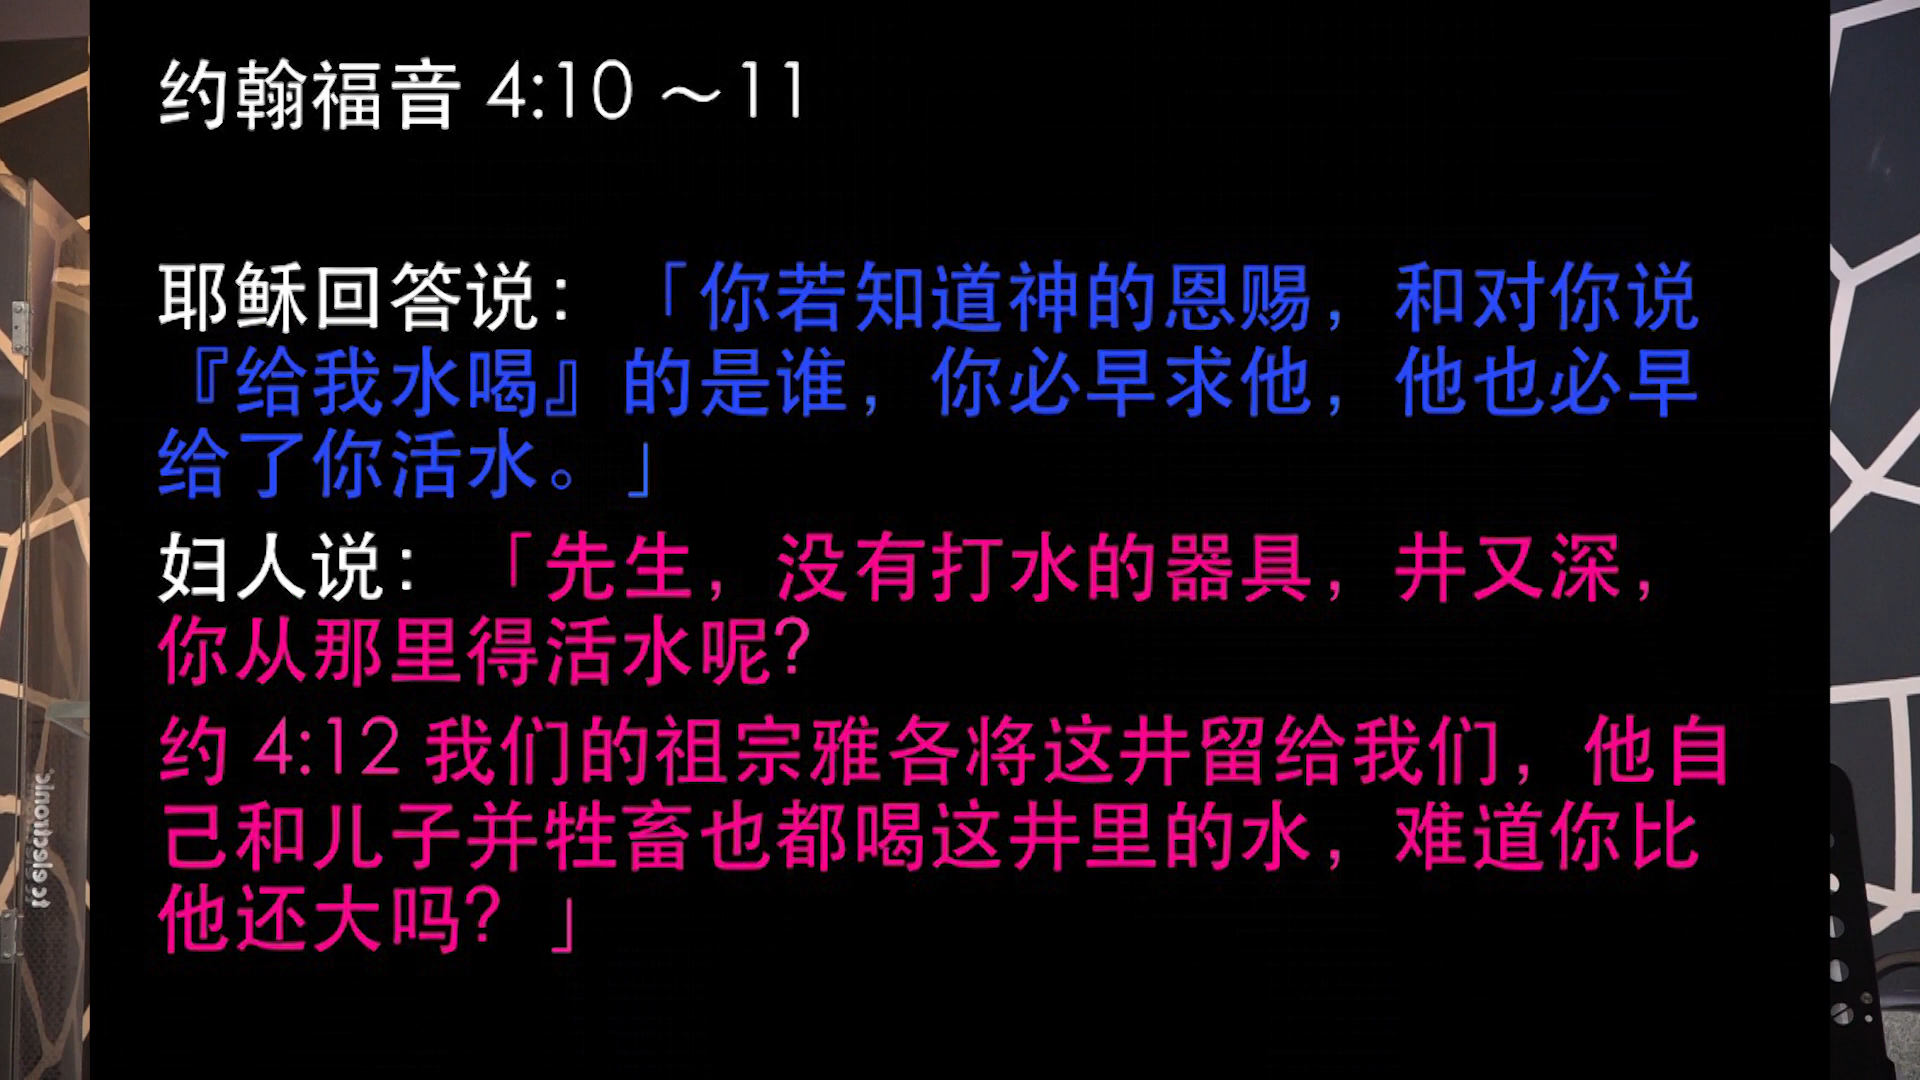 约翰福音 4:10 ～11
耶稣回答说：「你若知道神的恩赐，和对你说
『给我水喝』的是谁，你必早求他，他也必早
给了你活水。」
妇人说：「先生，没有打水的器具，井又深，
你从那里得活水呢？
约 4:12 我们的祖宗雅各将这井留给我们，他自
己和儿子并牲畜也都喝这井里的水，难道你比
他还大吗？」